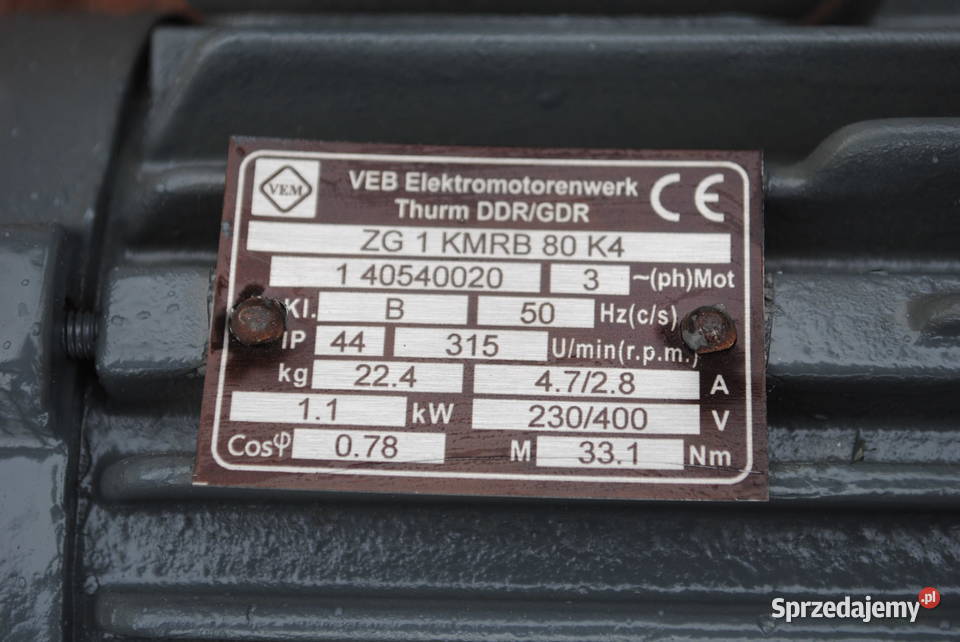 VEM
VEB Elektromotorenwerk
Thurm DDR/GDR
CE
ZG 1 KMRB 80 K4
1 40540020 3 ~(ph)Mot
Kl. B 50 Hz(c/s)
IP 44 315 U/min(r.p.m.)
kg 22.4 4.7/2.8 A
1.1 kW 230/400 V
Cosφ 0.78 M 33.1 Nm
Sprzedajemy.pl